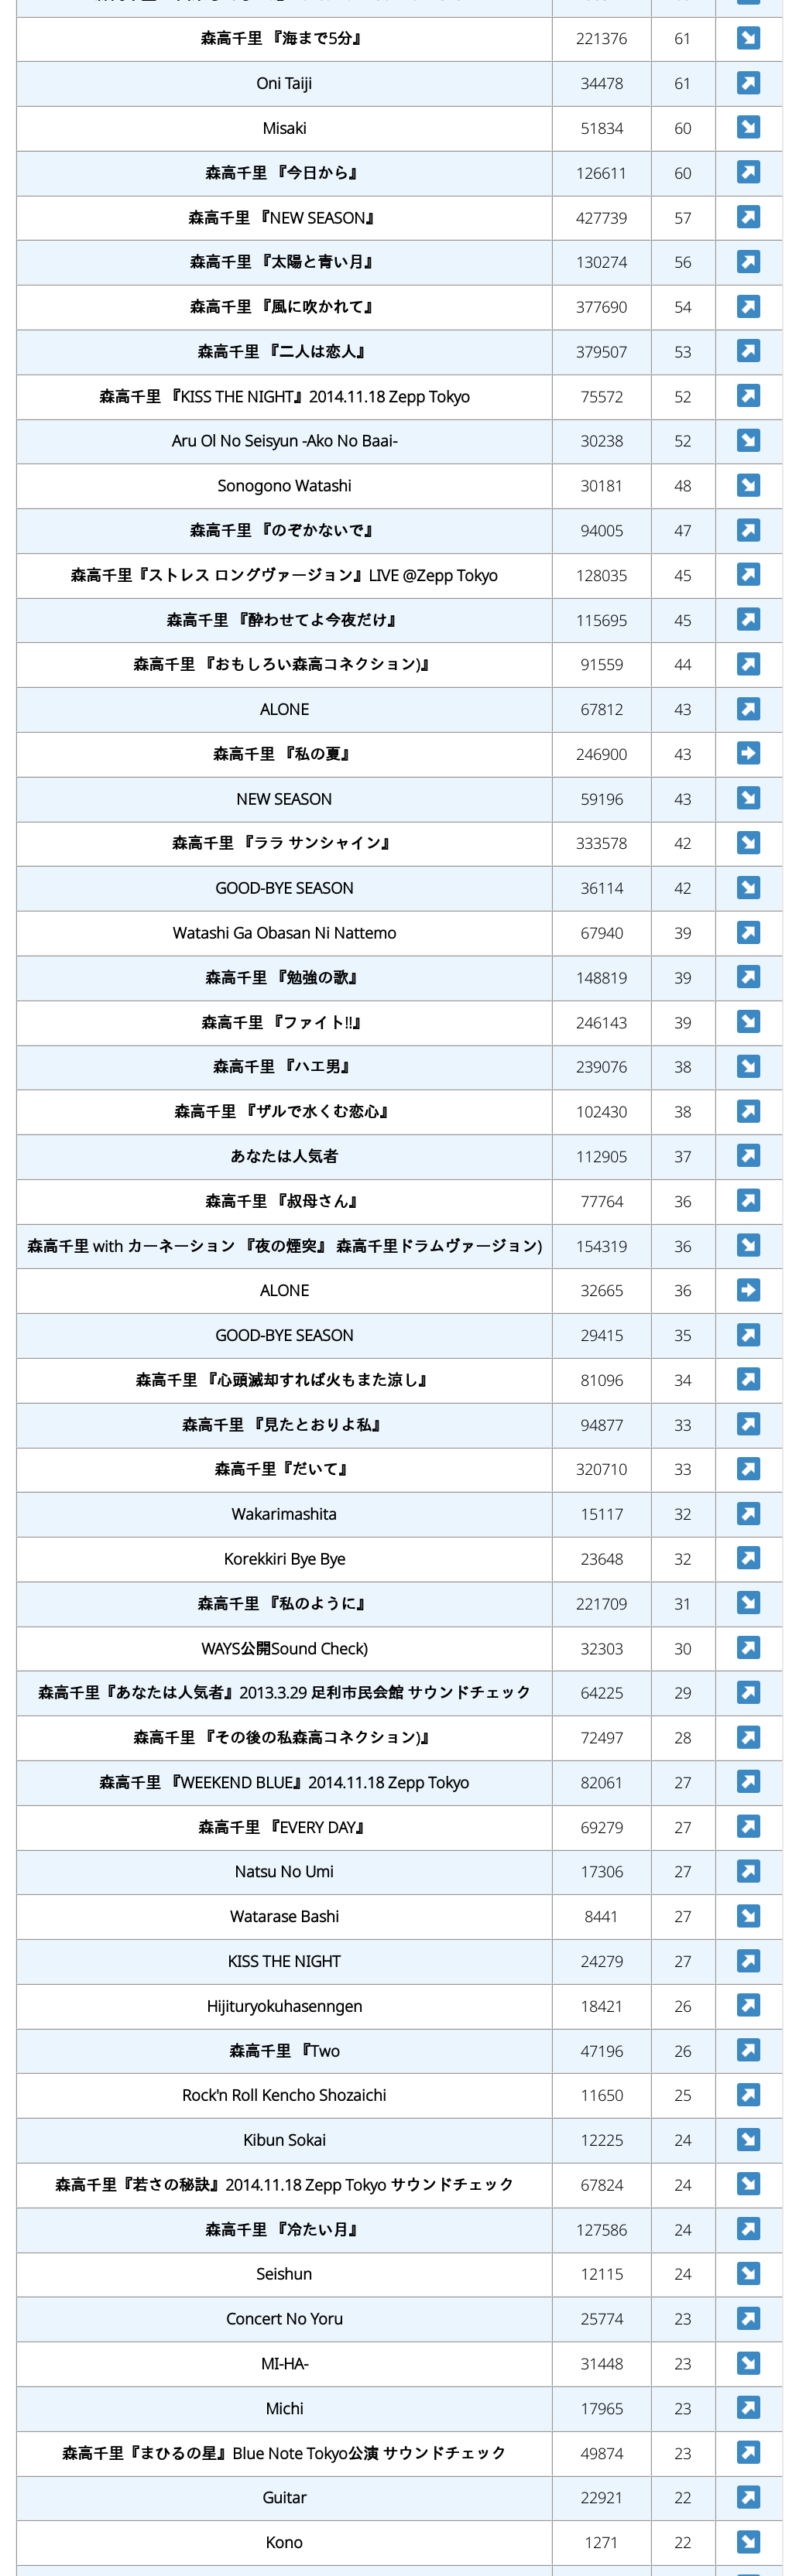 森高千里 『海まで5分』 221376 61 ↘
Oni Taiji 34478 61 ↗
Misaki 51834 60 ↘
森高千里 『今日から』 126611 60 ↗
森高千里 『NEW SEASON』 427739 57 ↗
森高千里 『太陽と青い月』 130274 56 ↗
森高千里 『風に吹かれて』 377690 54 ↗
森高千里 『二人は恋人』 379507 53 ↗
森高千里 『KISS THE NIGHT』2014.11.18 Zepp Tokyo 75572 52 ↗
Aru Ol No Seisyun -Ako No Baai- 30238 52 ↘
Sonogono Watashi 30181 48 ↘
森高千里 『のぞかないで』 94005 47 ↗
森高千里『ストレス ロングヴァージョン』LIVE @Zepp Tokyo 128035 45 ↗
森高千里 『酔わせてよ今夜だけ』 115695 45 ↗
森高千里 『おもしろい森高コネクション)』 91559 44 ↗
ALONE 67812 43 ↗
森高千里 『私の夏』 246900 43 ➡
NEW SEASON 59196 43 ↘
森高千里 『ララ サンシャイン』 333578 42 ↘
GOOD-BYE SEASON 36114 42 ↘
Watashi Ga Obasan Ni Nattemo 67940 39 ↗
森高千里 『勉強の歌』 148819 39 ↗
森高千里 『ファイト!!』 246143 39 ↘
森高千里 『ハエ男』 239076 38 ↘
森高千里 『ザルで水くむ恋心』 102430 38 ↗
あなたは人気者 112905 37 ↗
森高千里 『叔母さん』 77764 36 ↗
森高千里 with カーネーション 『夜の煙突』 森高千里ドラムヴァージョン) 154319 36 ↘
ALONE 32665 36 ➡
GOOD-BYE SEASON 29415 35 ↗
森高千里 『心頭滅却すれば火もまた涼し』 81096 34 ↗
森高千里 『見たとおりよ私』 94877 33 ↗
森高千里『だいて』 320710 33 ↗
Wakarimashita 15117 32 ↗
Korekkiri Bye Bye 23648 32 ↗
森高千里 『私のように』 221709 31 ↘
WAYS公開Sound Check) 32303 30 ↗
森高千里『あなたは人気者』2013.3.29 足利市民会館 サウンドチェック 64225 29 ↗
森高千里 『その後の私森高コネクション)』 72497 28 ↗
森高千里 『WEEKEND BLUE』2014.11.18 Zepp Tokyo 82061 27 ↗
森高千里 『EVERY DAY』 69279 27 ↗
Natsu No Umi 17306 27 ↗
Watarase Bashi 8441 27 ↘
KISS THE NIGHT 24279 27 ↗
Hijituryokuhasenngen 18421 26 ↗
森高千里 『Two 47196 26 ↗
Rock'n Roll Kencho Shozaichi 11650 25 ↗
Kibun Sokai 12225 24 ↘
森高千里『若さの秘訣』2014.11.18 Zepp Tokyo サウンドチェック 67824 24 ↘
森高千里 『冷たい月』 127586 24 ↗
Seishun 12115 24 ↘
Concert No Yoru 25774 23 ↗
MI-HA- 31448 23 ↘
Michi 17965 23 ↗
森高千里『まひるの星』Blue Note Tokyo公演 サウンドチェック 49874 23 ↗
Guitar 22921 22 ↗
Kono 1271 22 ↘